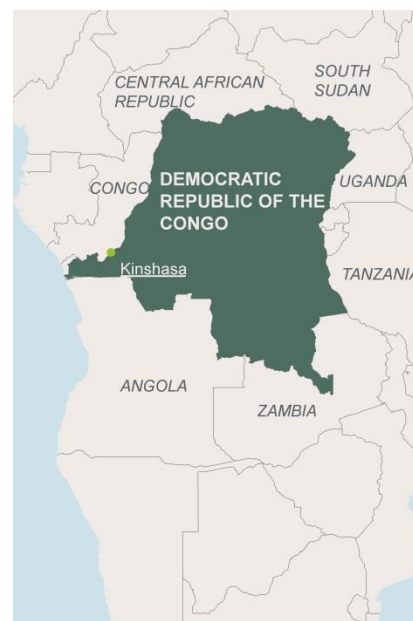 SOUTH
SUDAN
CENTRAL AFRICAN
REPUBLIC
DEMOCRATIC
REPUBLIC OF THE
CONGO
CONGO
UGANDA
Kinshasa
TANZANIA
ANGOLA
ZAMBIA